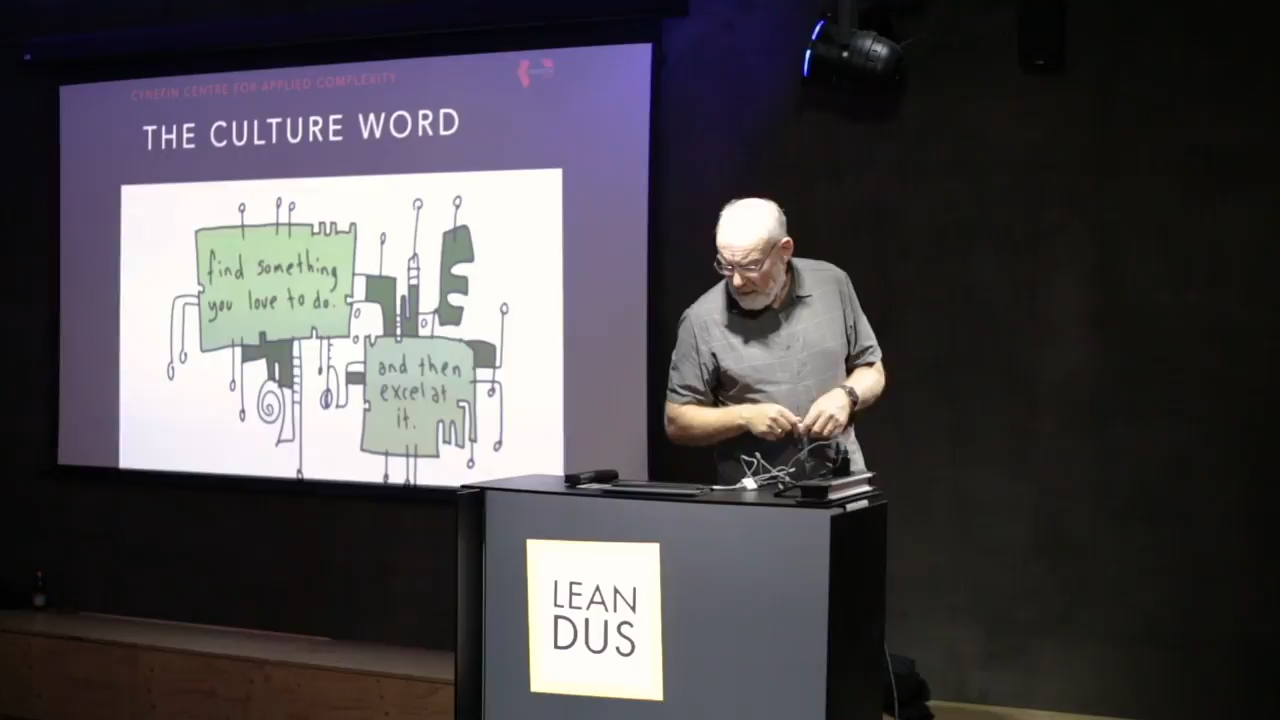 CYNEFIN CENTRE FOR APPLIED COMPLEXITY
THE CULTURE WORD
find something
you love to do.
and then
excel at
it.
LEAN
DUS